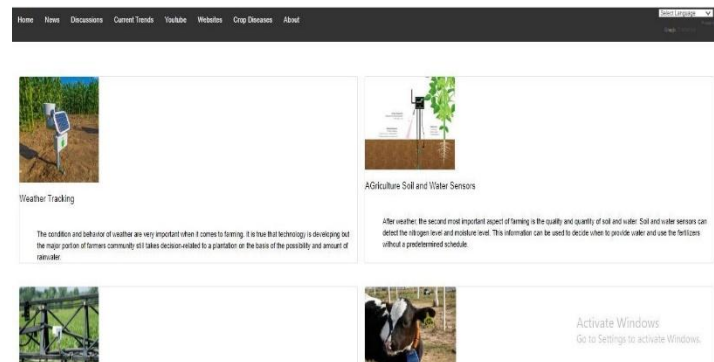 Home News Discussions Current Trends Youtube Websites Crop Diseases About
Select Language
Weather Tracking
The condition and behavior of weather are very important when it comes to farming. It is true that technology is developing but
the major portion of farmers community still takes decision-related to a plantation on the basis of the possibility and amount of
rainwater.
AGriculture Soil and Water Sensors
After weather, the second most important aspect of farming is the quality and quantity of soil and water. Soil and water sensors can
detect the nitrogen level and moisture level. This information can be used to decide when to provide water and use the fertilizers
without a predetermined schedule.
Activate Windows
Go to Settings to activate Windows.